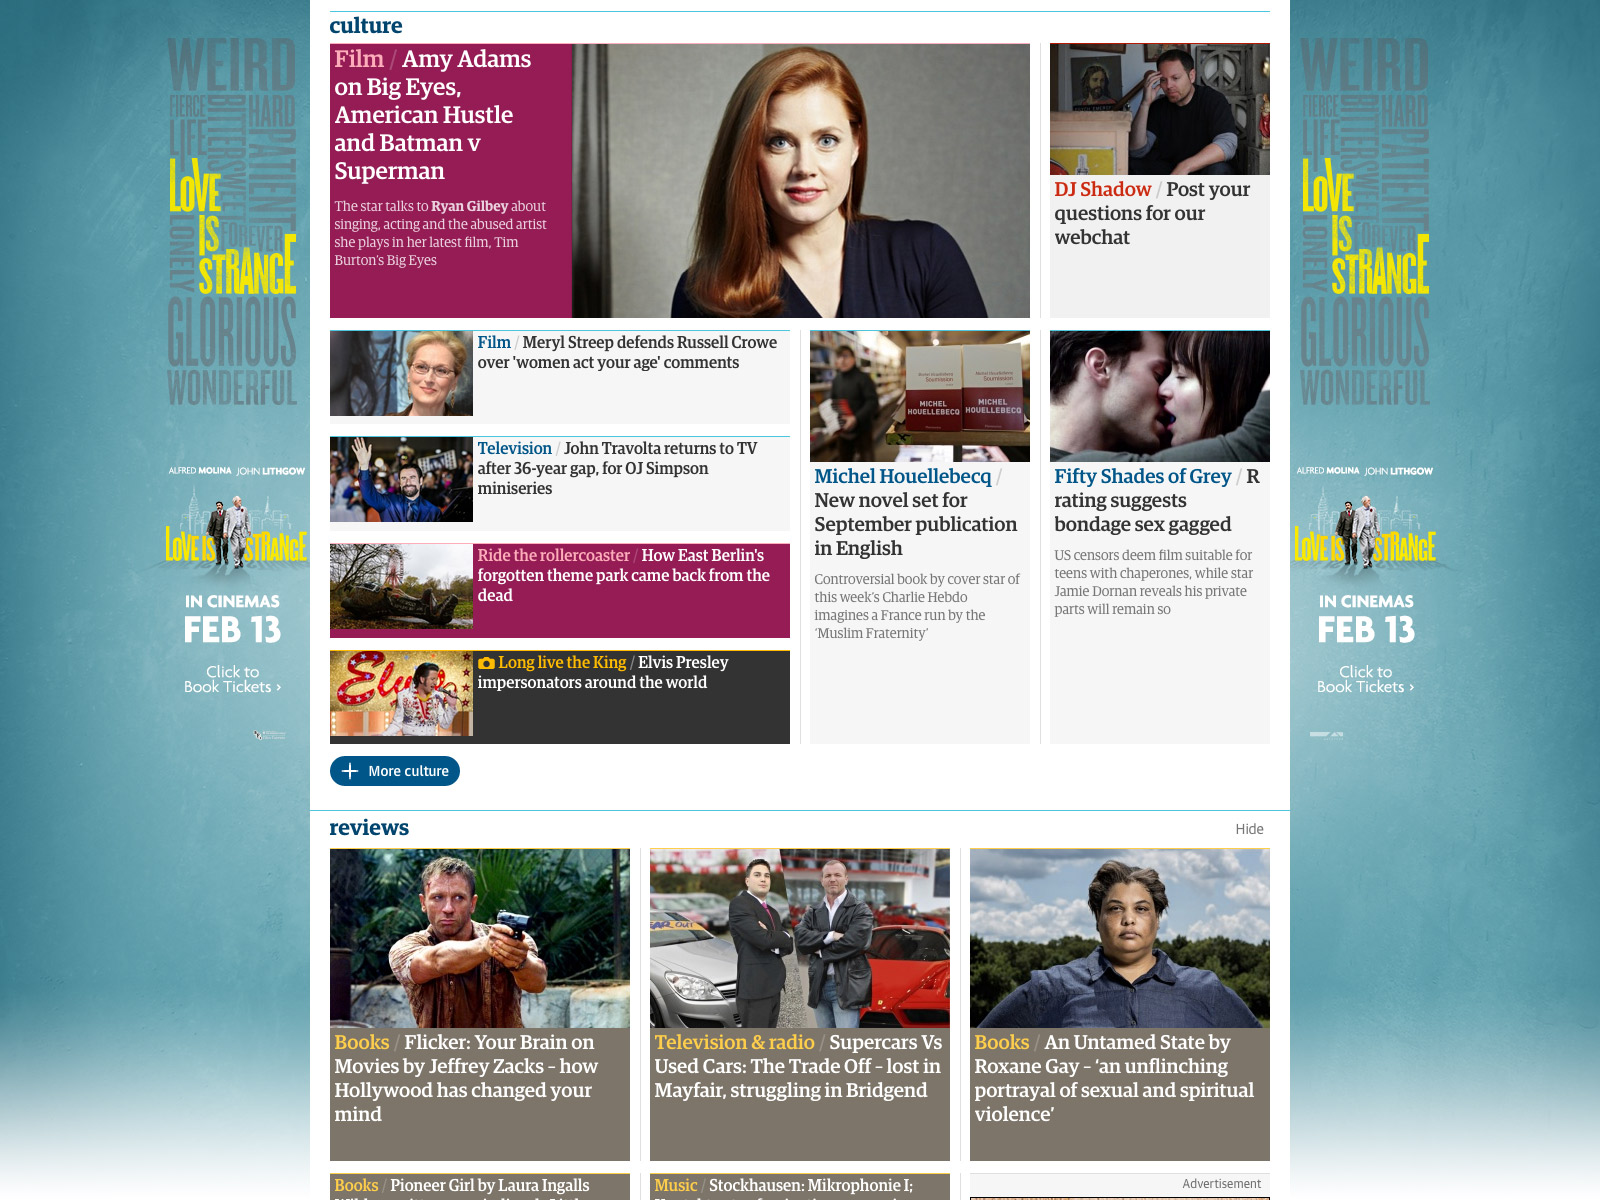 culture
Film / Amy Adams
on Big Eyes,
American Hustle
and Batman v
Superman
The star talks to Ryan Gilbey about
singing, acting and the abused artist
she plays in her latest film, Tim
Burton's Big Eyes
DJ Shadow / Post your
questions for our
webchat
Film / Meryl Streep defends Russell Crowe
over 'women act your age' comments
Television / John Travolta returns to TV
after 36-year gap, for OJ Simpson
miniseries
Ride the rollercoaster / How East Berlin's
forgotten theme park came back from the
dead
Elvis
Long live the King / Elvis Presley
impersonators around the world
Michel Houellebecq
Soumission
MICHEL
HOUELLEBECQ
Michel Houellebecq
Soumission
MICHEL
HOUELLEBECQ
Michel Houellebecq /
New novel set for
September publication
in English
Controversial book by cover star of
this week's Charlie Hebdo
imagines a France run by the
‘Muslim Fraternity’
Fifty Shades of Grey / R
rating suggests
bondage sex gagged
US censors deem film suitable for
teens with chaperones, while star
Jamie Dornan reveals his private
parts will remain so
More culture
reviews
Hide
Books / Flicker: Your Brain on
Movies by Jeffrey Zacks – how
Hollywood has changed your
mind
Television & radio / Supercars Vs
Used Cars: The Trade Off – lost in
Mayfair, struggling in Bridgend
Books / An Untamed State by
Roxane Gay – ‘an unflinching
portrayal of sexual and spiritual
violence’
Books / Pioneer Girl by Laura Ingalls
Music / Stockhausen: Mikrophonie I;
Advertisement
WEIRD
FIERCE
LIFE
BITTERSWEET
HARD
PATIENT
LOVE
IS
FOREVER
STRANGE
LONELY
GLORIOUS
WONDERFUL
ALFRED MOLINA JOHN LITHGOW
LOVE IS STRANGE
IN CINEMAS
FEB 13
Click to
Book Tickets ›
WEIRD
FIERCE
LIFE
BITTERSWEET
HARD
PATIENT
LOVE
IS
FOREVER
STRANGE
LONELY
GLORIOUS
WONDERFUL
ALFRED MOLINA JOHN LITHGOW
LOVE IS STRANGE
IN CINEMAS
FEB 13
Click to
Book Tickets ›